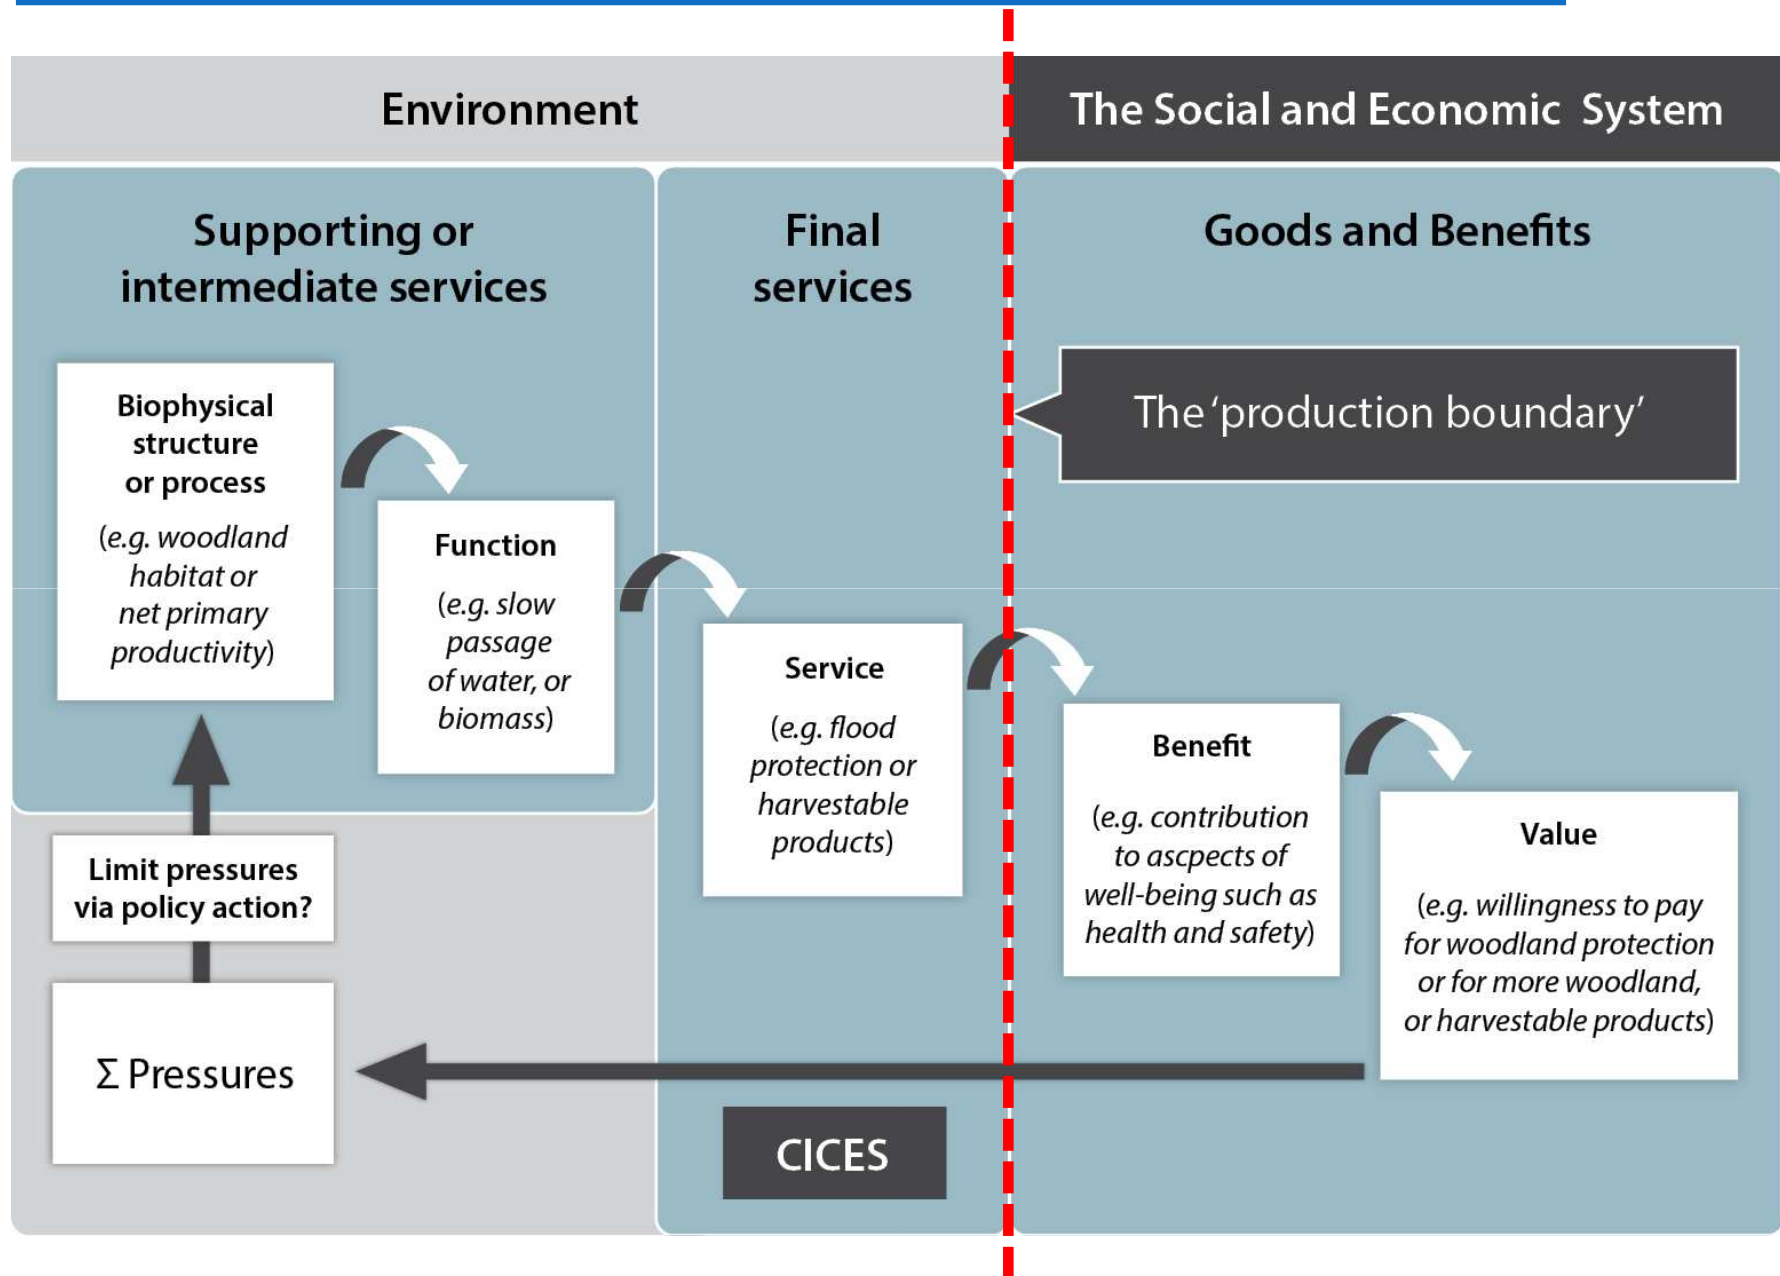 Environment
The Social and Economic System
Supporting or
intermediate services
Final
services
Goods and Benefits
The ‘production boundary’
Biophysical
structure
or process
(e.g. woodland
habitat or
net primary
productivity)
Function
(e.g. slow
passage
of water, or
biomass)
Service
(e.g. flood
protection or
harvestable
products)
Benefit
(e.g. contribution
to ascpects of
well-being such as
health and safety)
Value
(e.g. willingness to pay
for woodland protection
or for more woodland,
or harvestable products)
Limit pressures
via policy action?
Σ Pressures
CICES